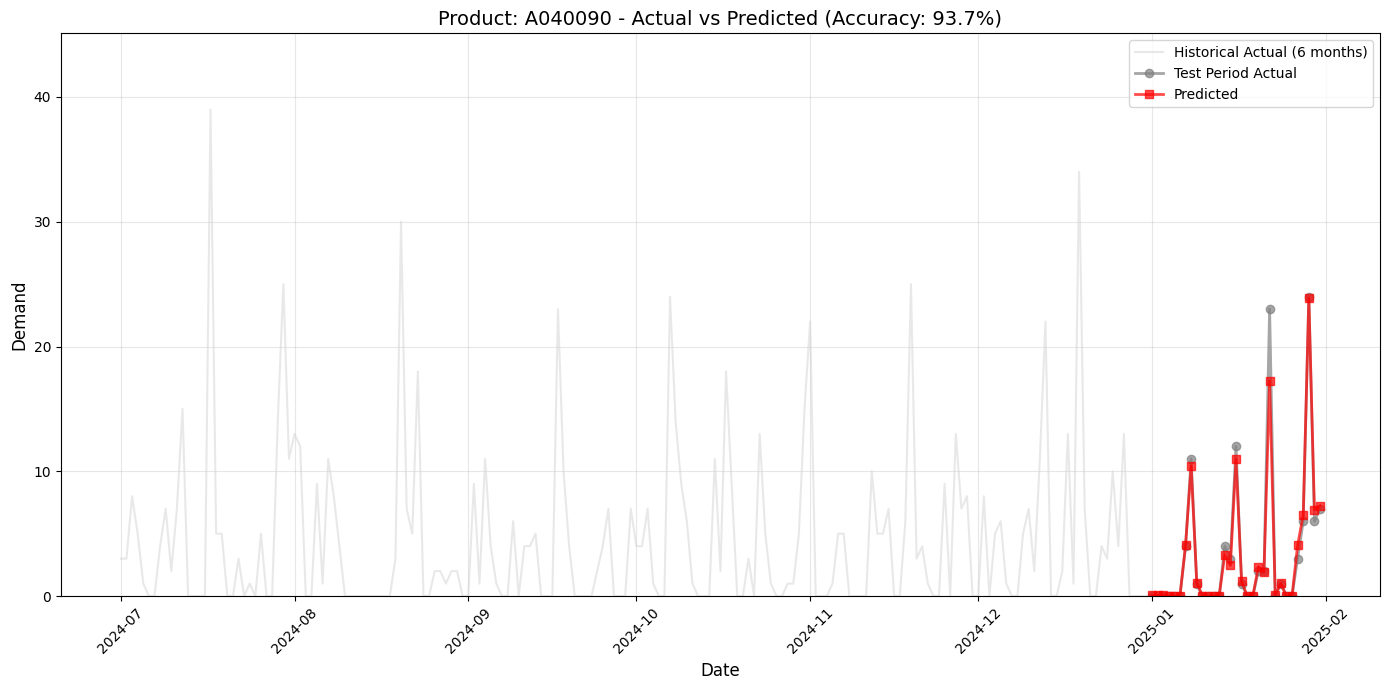 Product: A040090 - Actual vs Predicted (Accuracy: 93.7%)
Historical Actual (6 months)
Test Period Actual
Predicted
Demand
40
30
20
10
0
2024-07
2024-08
2024-09
2024-10
2024-11
2024-12
2025-01
2025-02
Date